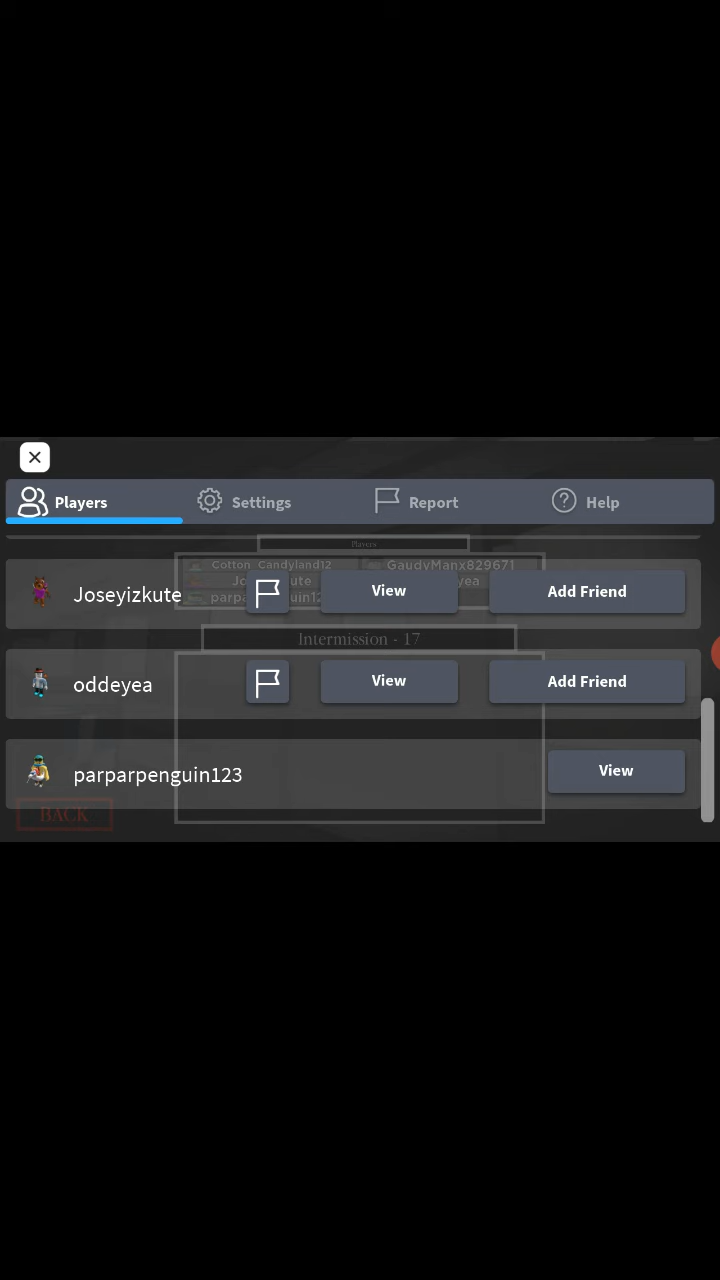 Players Settings Report Help
Players
Cotton_Candyland12 GaudyManx829671
Joseyizkute View Add Friend
Intermission - 17
oddeyea View Add Friend
parparpenguin123 View
BACK